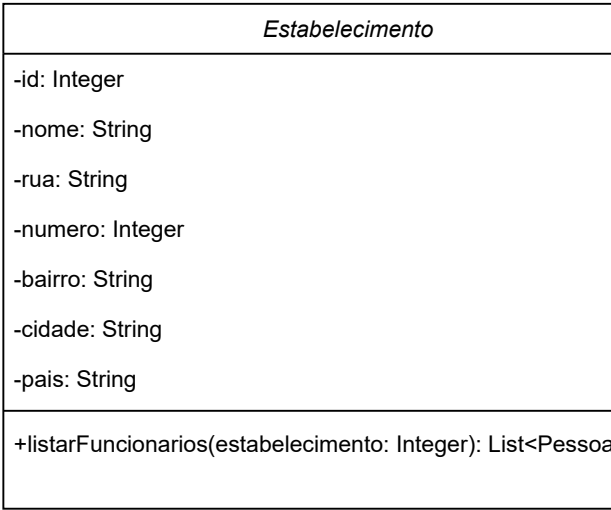 Estabelecimento
-id: Integer
-nome: String
-rua: String
-numero: Integer
-bairro: String
-cidade: String
-pais: String
+listarFuncionarios(estabelecimento: Integer): List<Pessoa